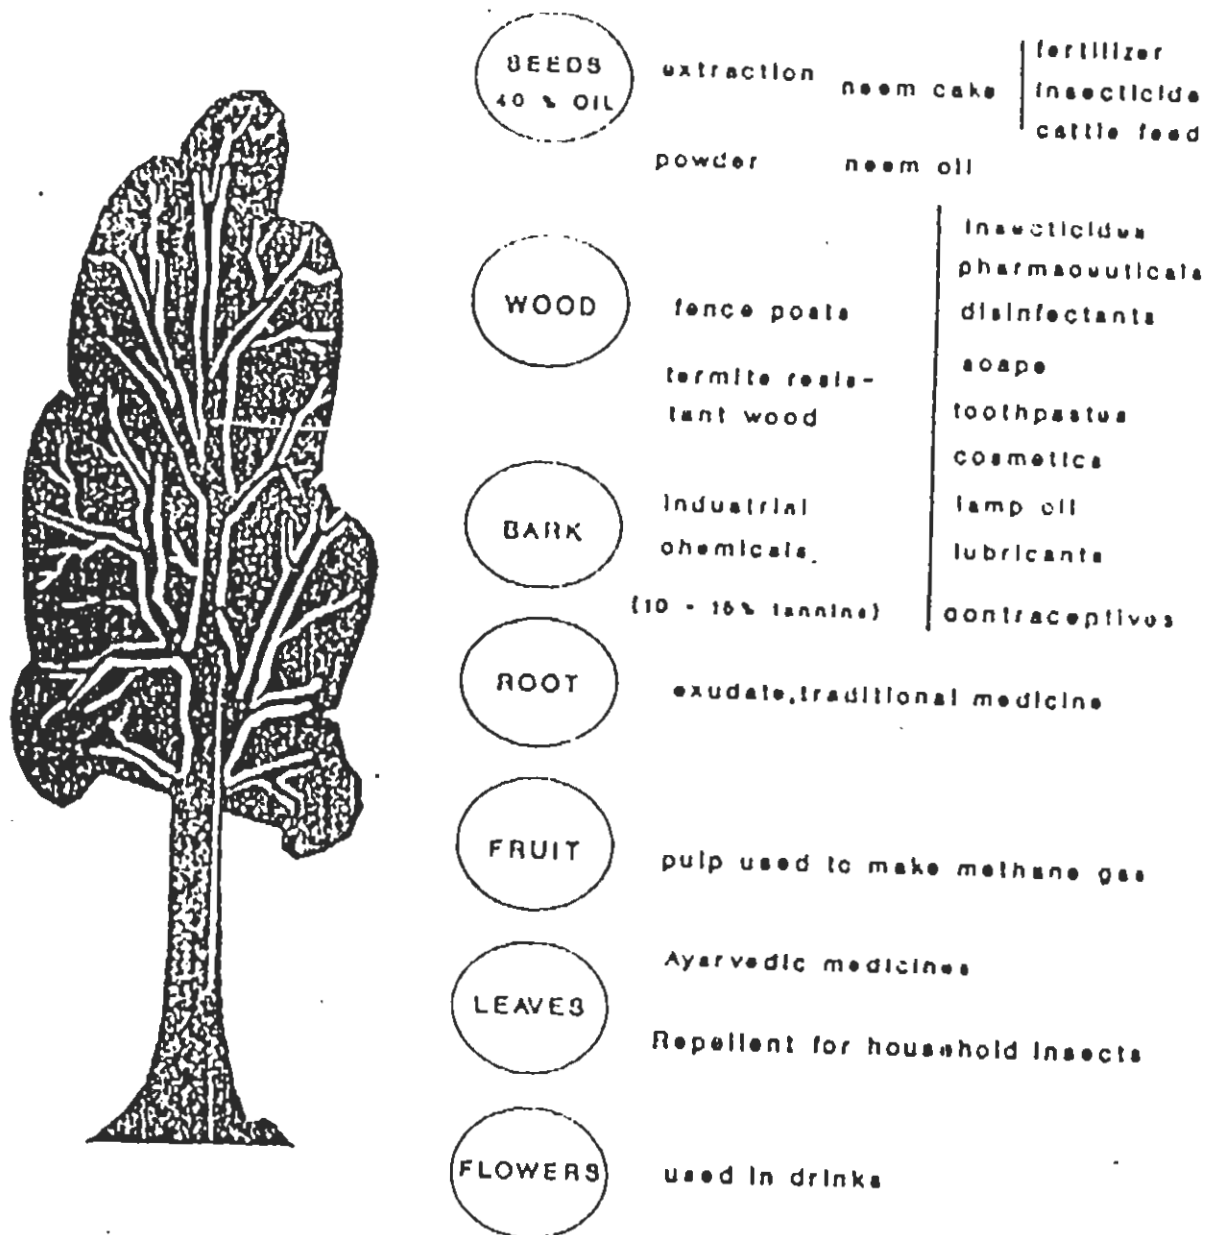 SEEDS
40 % OIL
extraction
neem cake
fertilizer
insecticide
cattle feed
powder
neem oil
insecticides
pharmaceuticals
disinfectants
soaps
toothpastes
cosmetics
lamp oil
lubricants
contraceptives
WOOD
fence posts
termite resis-
tant wood
BARK
industrial
chemicals.
(10 - 15% tannins)
ROOT
exudate,traditional medicine
FRUIT
pulp used to make methane gas
LEAVES
Ayarvedic medicines
Repellent for household insects
FLOWERS
used in drinks